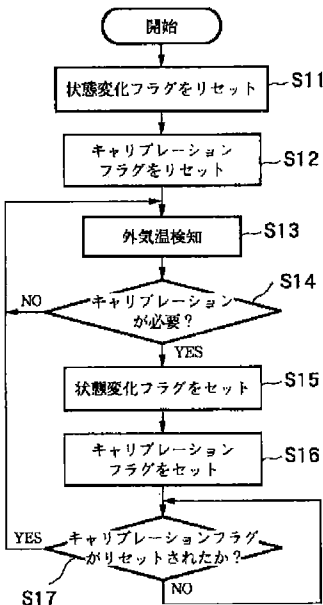 開始
状態変化フラグをリセット
S11
キャリブレーション
フラグをリセット
S12
外気温検知
S13
キャリブレーション
が必要?
S14
NO
YES
状態変化フラグをセット
S15
キャリブレーション
フラグをセット
S16
キャリブレーションフラグ
がリセットされたか?
YES
NO
S17